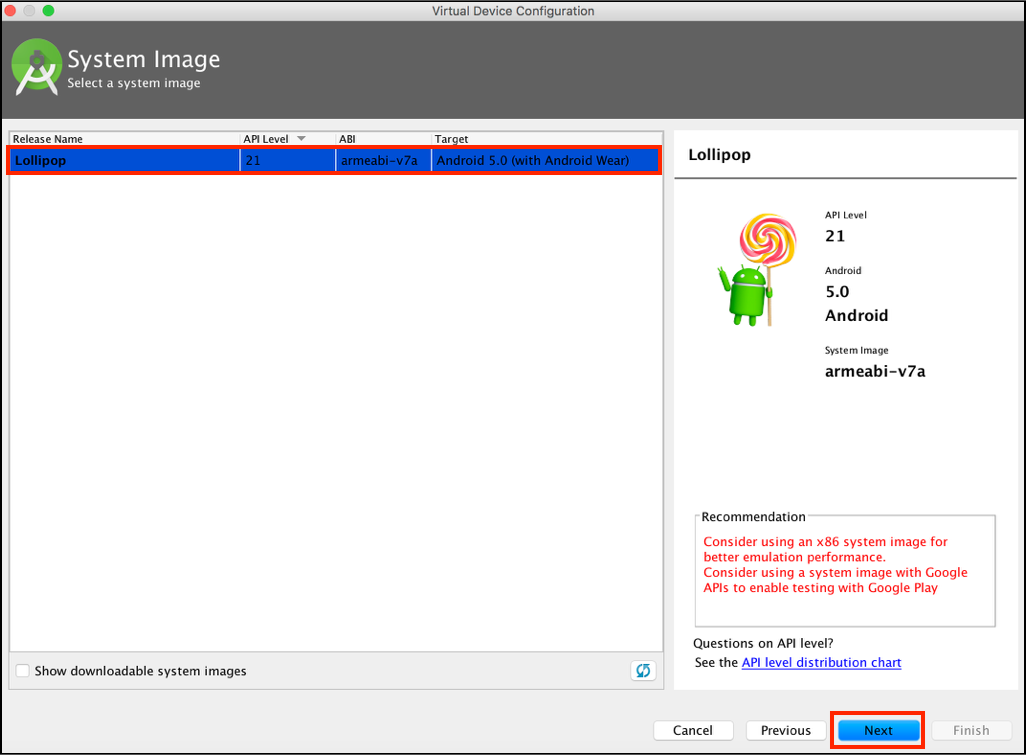 Virtual Device Configuration
System Image
Select a system image
Release Name API Level ABI Target
Lollipop 21 armeabi-v7a Android 5.0 (with Android Wear)
Lollipop
API Level
21
Android
5.0
Android
System Image
armeabi-v7a
Recommendation
Consider using an x86 system image for
better emulation performance.
Consider using a system image with Google
APIs to enable testing with Google Play
Questions on API level?
See the API level distribution chart
Show downloadable system images
Cancel Previous Next Finish